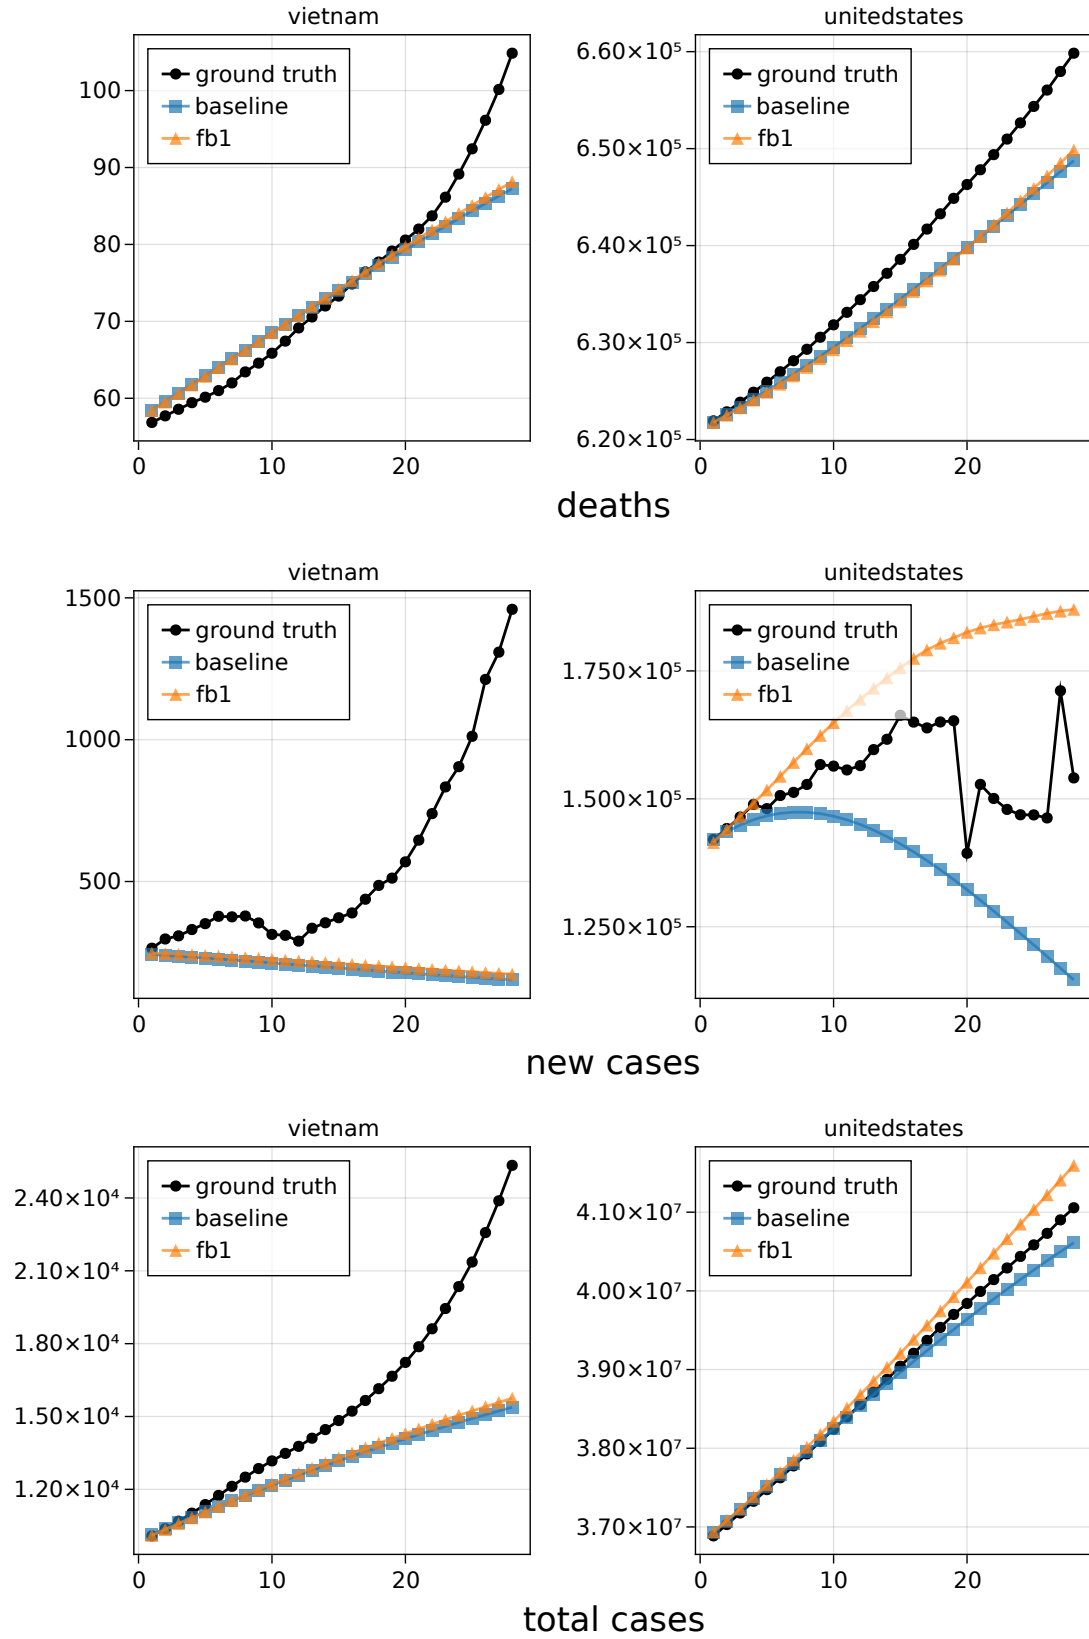 vietnam
unitedstates
ground truth
baseline
fb1
100
90
80
70
60
0
10
20
ground truth
baseline
fb1
6.60×10⁵
6.50×10⁵
6.40×10⁵
6.30×10⁵
6.20×10⁵
0
10
20
deaths
vietnam
unitedstates
ground truth
baseline
fb1
1500
1000
500
0
10
20
ground truth
baseline
fb1
1.750×10⁵
1.500×10⁵
1.250×10⁵
0
10
20
new cases
vietnam
unitedstates
ground truth
baseline
fb1
2.40×10⁴
2.10×10⁴
1.80×10⁴
1.50×10⁴
1.20×10⁴
0
10
20
ground truth
baseline
fb1
4.10×10⁷
4.00×10⁷
3.90×10⁷
3.80×10⁷
3.70×10⁷
0
10
20
total cases